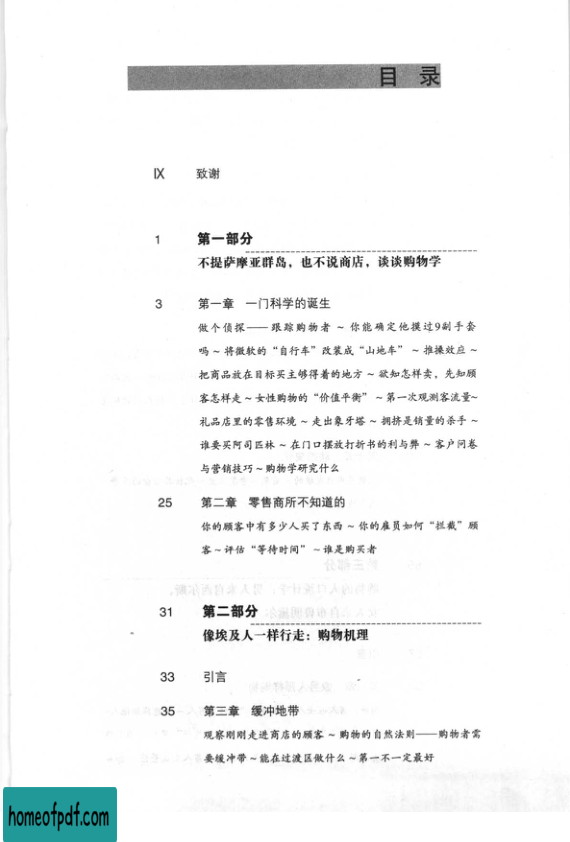 目 录
IX 致谢
1 第一部分
不提萨摩亚群岛，也不说商店，谈谈购物学
3 第一章 一门科学的诞生
做个侦探——跟踪购物者 ~ 你能确定他摸过9副手套
吗 ~ 将微软的“自行车”改装成“山地车” ~ 推搡效应 ~
把商品放在目标买主够得着的地方 ~ 欲知怎样卖，先知顾
客怎样走 ~ 女性购物的“价值平衡” ~ 第一次观测客流量~
礼品店里的零售环境 ~ 走出象牙塔 ~ 拥挤是销量的杀手 ~
谁要买阿司匹林 ~ 在门口摆放打折书的利与弊 ~ 客户问卷
与营销技巧 ~ 购物学研究什么
25 第二章 零售商所不知道的
你的顾客中有多少人买了东西 ~ 你的雇员如何“拦截”顾
客 ~ 评估“等待时间” ~ 谁是购买者
31 第二部分
像埃及人一样行走：购物机理
33 引言
35 第三章 缓冲地带
观察刚刚走进商店的顾客 ~ 购物的自然法则——购物者需
要缓冲带 ~ 能在过渡区做什么 ~ 第一不一定最好
homeofpdf.com